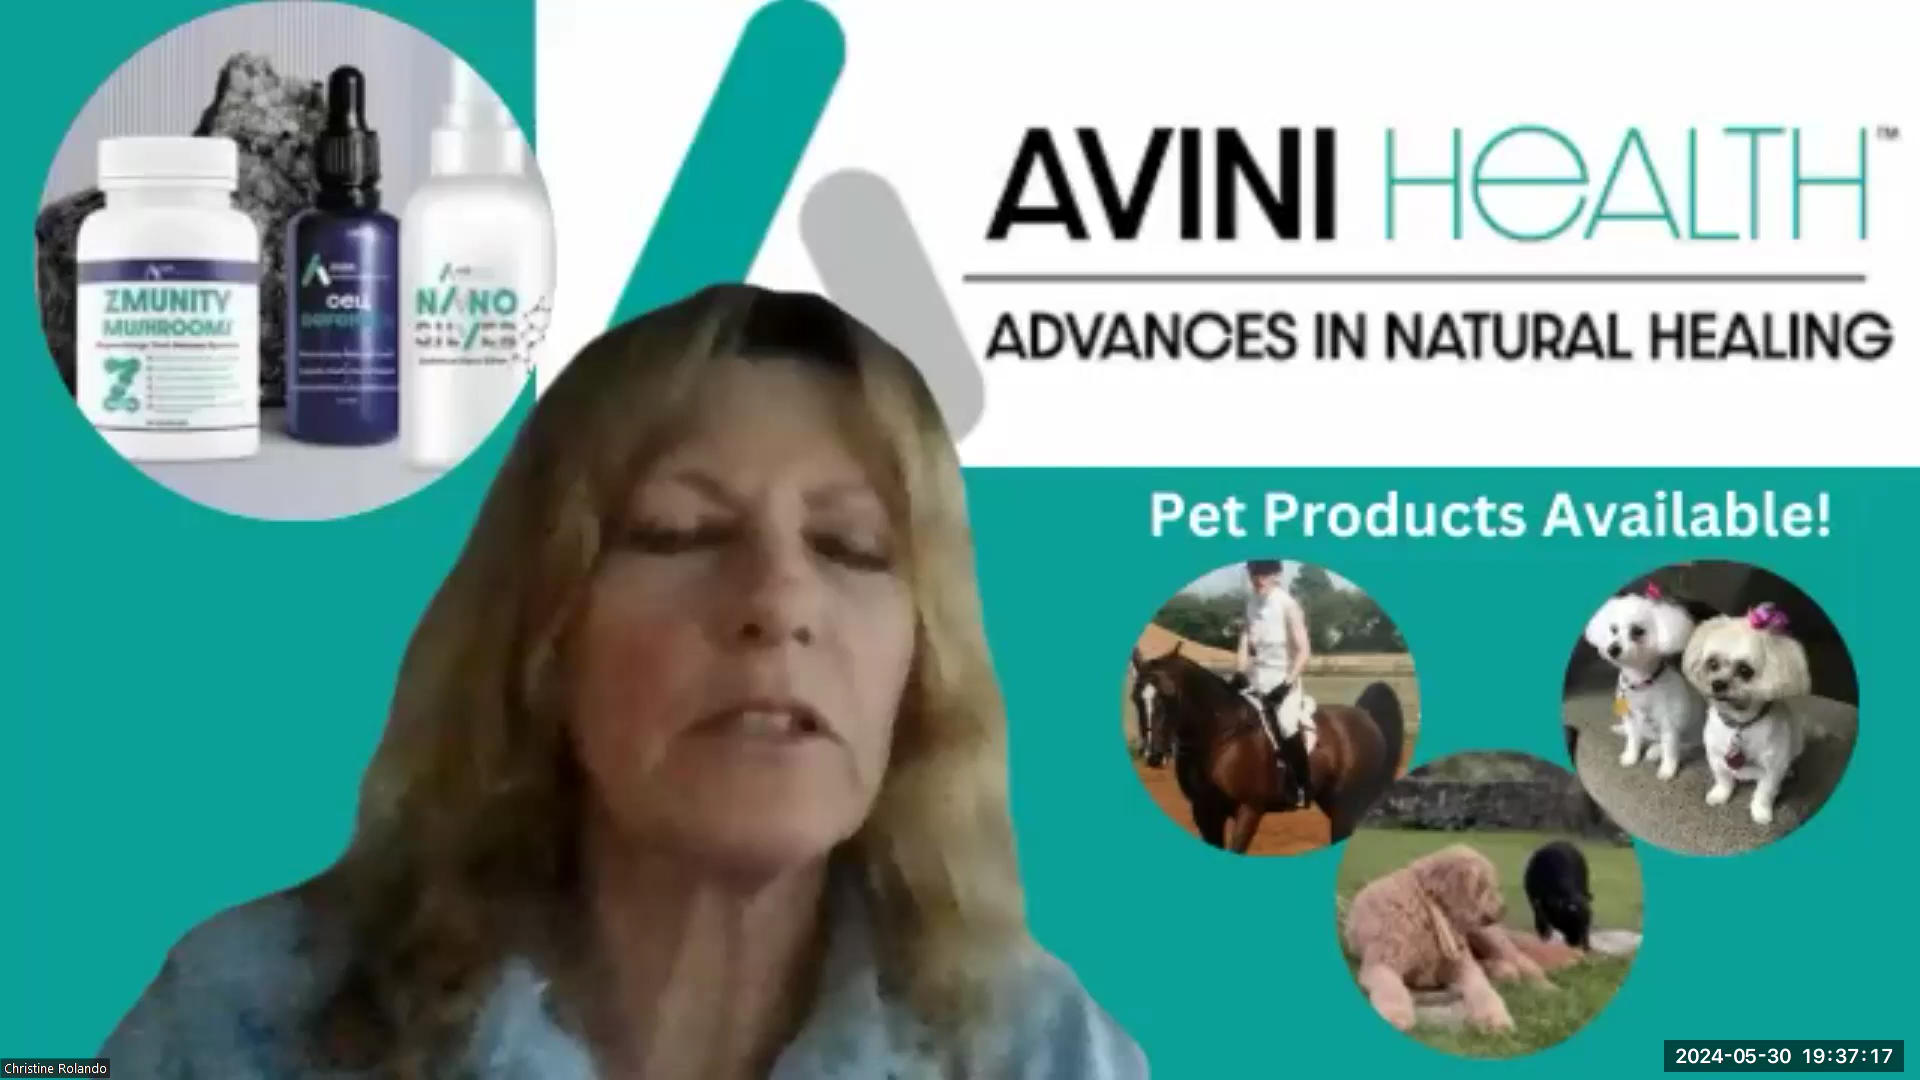 AVINI HEALTH™
ADVANCES IN NATURAL HEALING
ZMUNITY
MUSHROOMS
cell
NANO
Pet Products Available!
Christine Rolando
2024-05-30 19:37:17